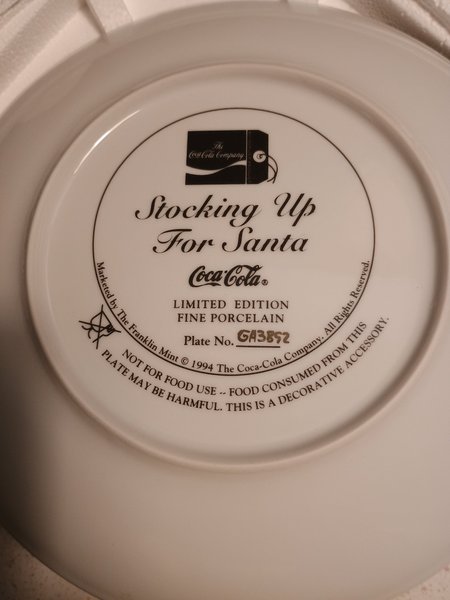 The
Coca-Cola Company
Stocking Up
For Santa
Coca-Cola®
LIMITED EDITION
FINE PORCELAIN
Plate No. GA3852
Marketed by The Franklin Mint © 1994 The Coca-Cola Company. All Rights Reserved.
NOT FOR FOOD USE -- FOOD CONSUMED FROM THIS
PLATE MAY BE HARMFUL. THIS IS A DECORATIVE ACCESSORY.